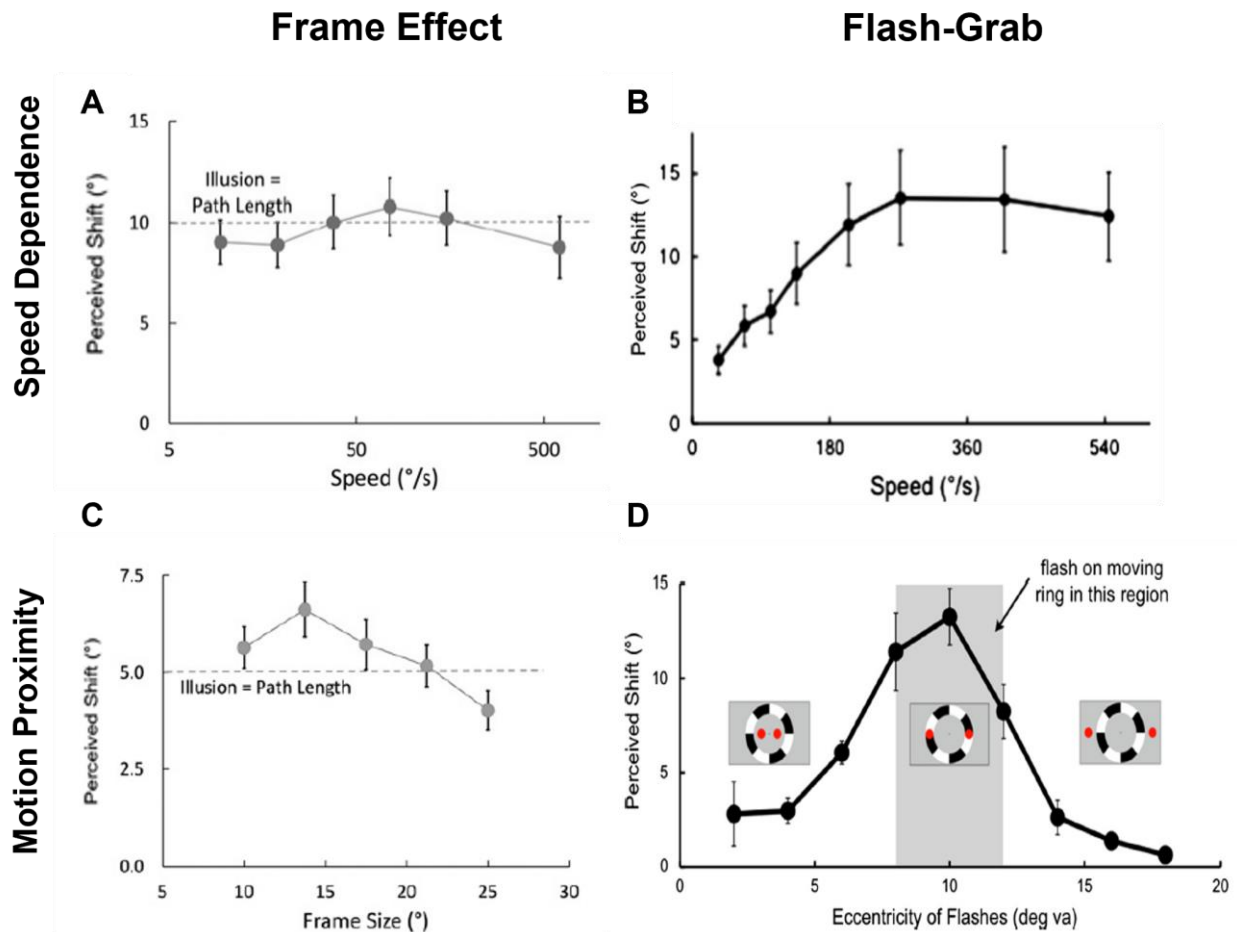 Frame Effect
Flash-Grab
Speed Dependence
A
15
10
5
0
Perceived Shift (°)
Illusion =
Path Length
5
50
500
Speed (°/s)
B
15
10
5
0
Perceived Shift (°)
0
180
360
540
Speed (°/s)
Motion Proximity
C
7.5
5.0
2.5
0.0
Perceived Shift (°)
Illusion = Path Length
5
10
15
20
25
30
Frame Size (°)
D
15
10
5
0
Perceived Shift (°)
flash on moving
ring in this region
0
5
10
15
20
Eccentricity of Flashes (deg va)